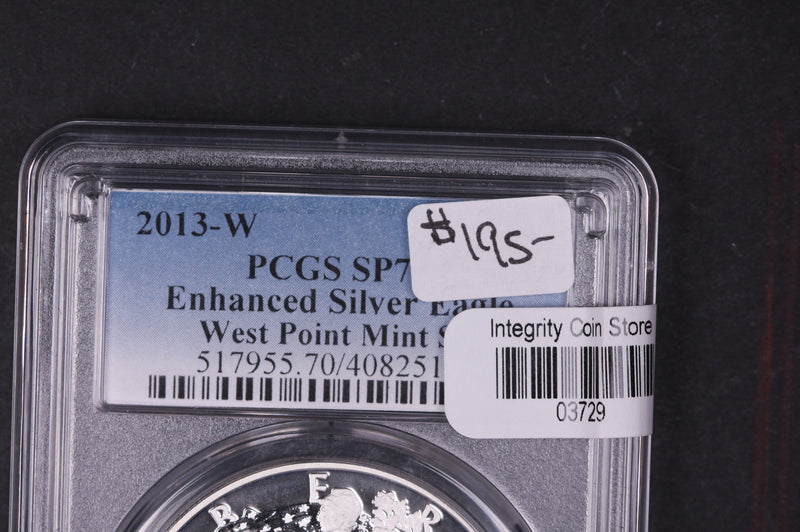 2013-W
PCGS SP7
Enhanced Silver Eagle
West Point Mint S
517955.70/408251
$195-
Integrity Coin Store
03729
B E R